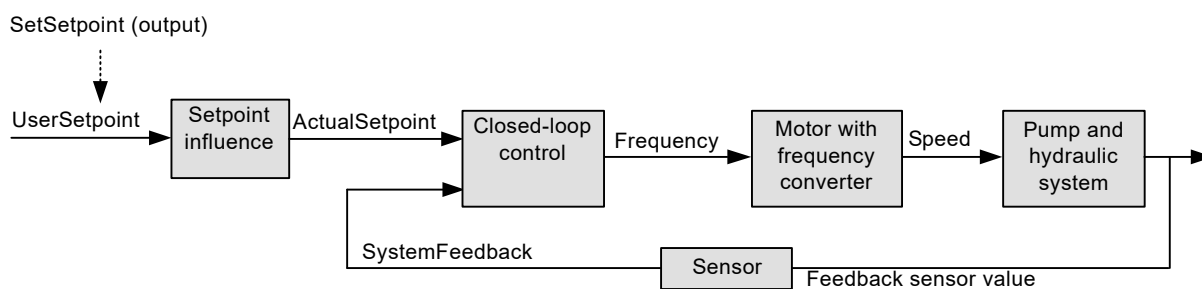 SetSetpoint (output)
UserSetpoint
Setpoint
influence
ActualSetpoint
Closed-loop
control
Frequency
Motor with
frequency
converter
Speed
Pump and
hydraulic
system
SystemFeedback
Sensor
Feedback sensor value